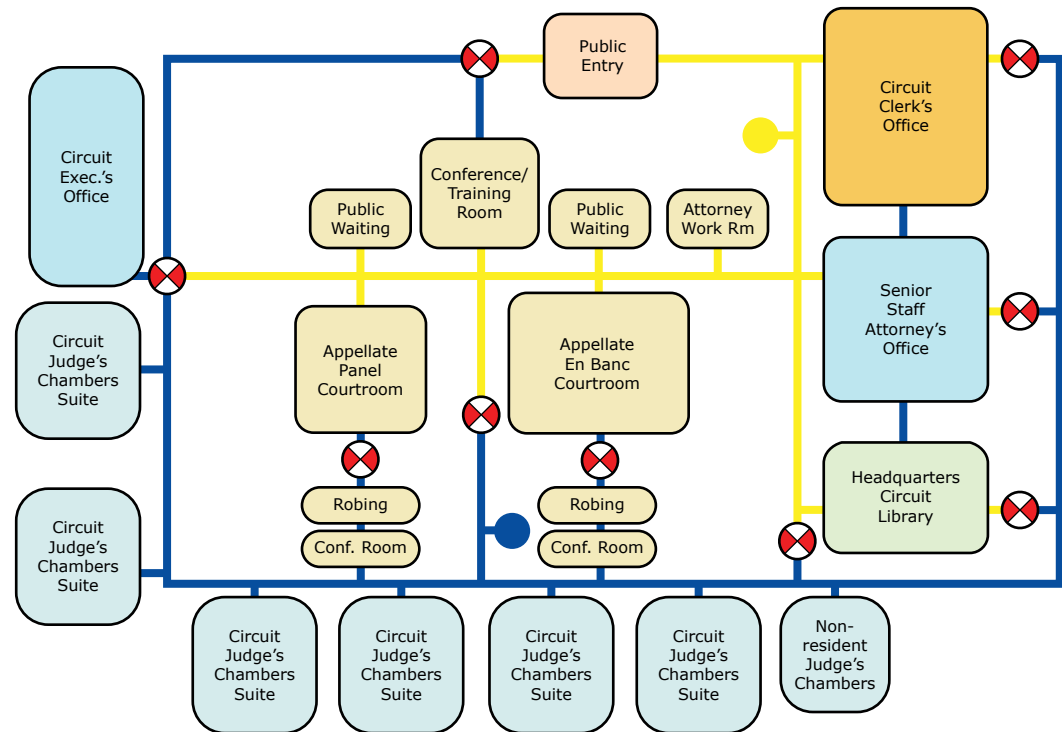 Public
Entry
Circuit
Clerk's
Office
Circuit
Exec.'s
Office
Conference/
Training
Room
Public
Waiting
Public
Waiting
Attorney
Work Rm
Senior
Staff
Attorney's
Office
Circuit
Judge's
Chambers
Suite
Appellate
Panel
Courtroom
Appellate
En Banc
Courtroom
Headquarters
Circuit
Library
Robing
Conf. Room
Robing
Conf. Room
Circuit
Judge's
Chambers
Suite
Circuit
Judge's
Chambers
Suite
Circuit
Judge's
Chambers
Suite
Circuit
Judge's
Chambers
Suite
Circuit
Judge's
Chambers
Suite
Non-
resident
Judge's
Chambers